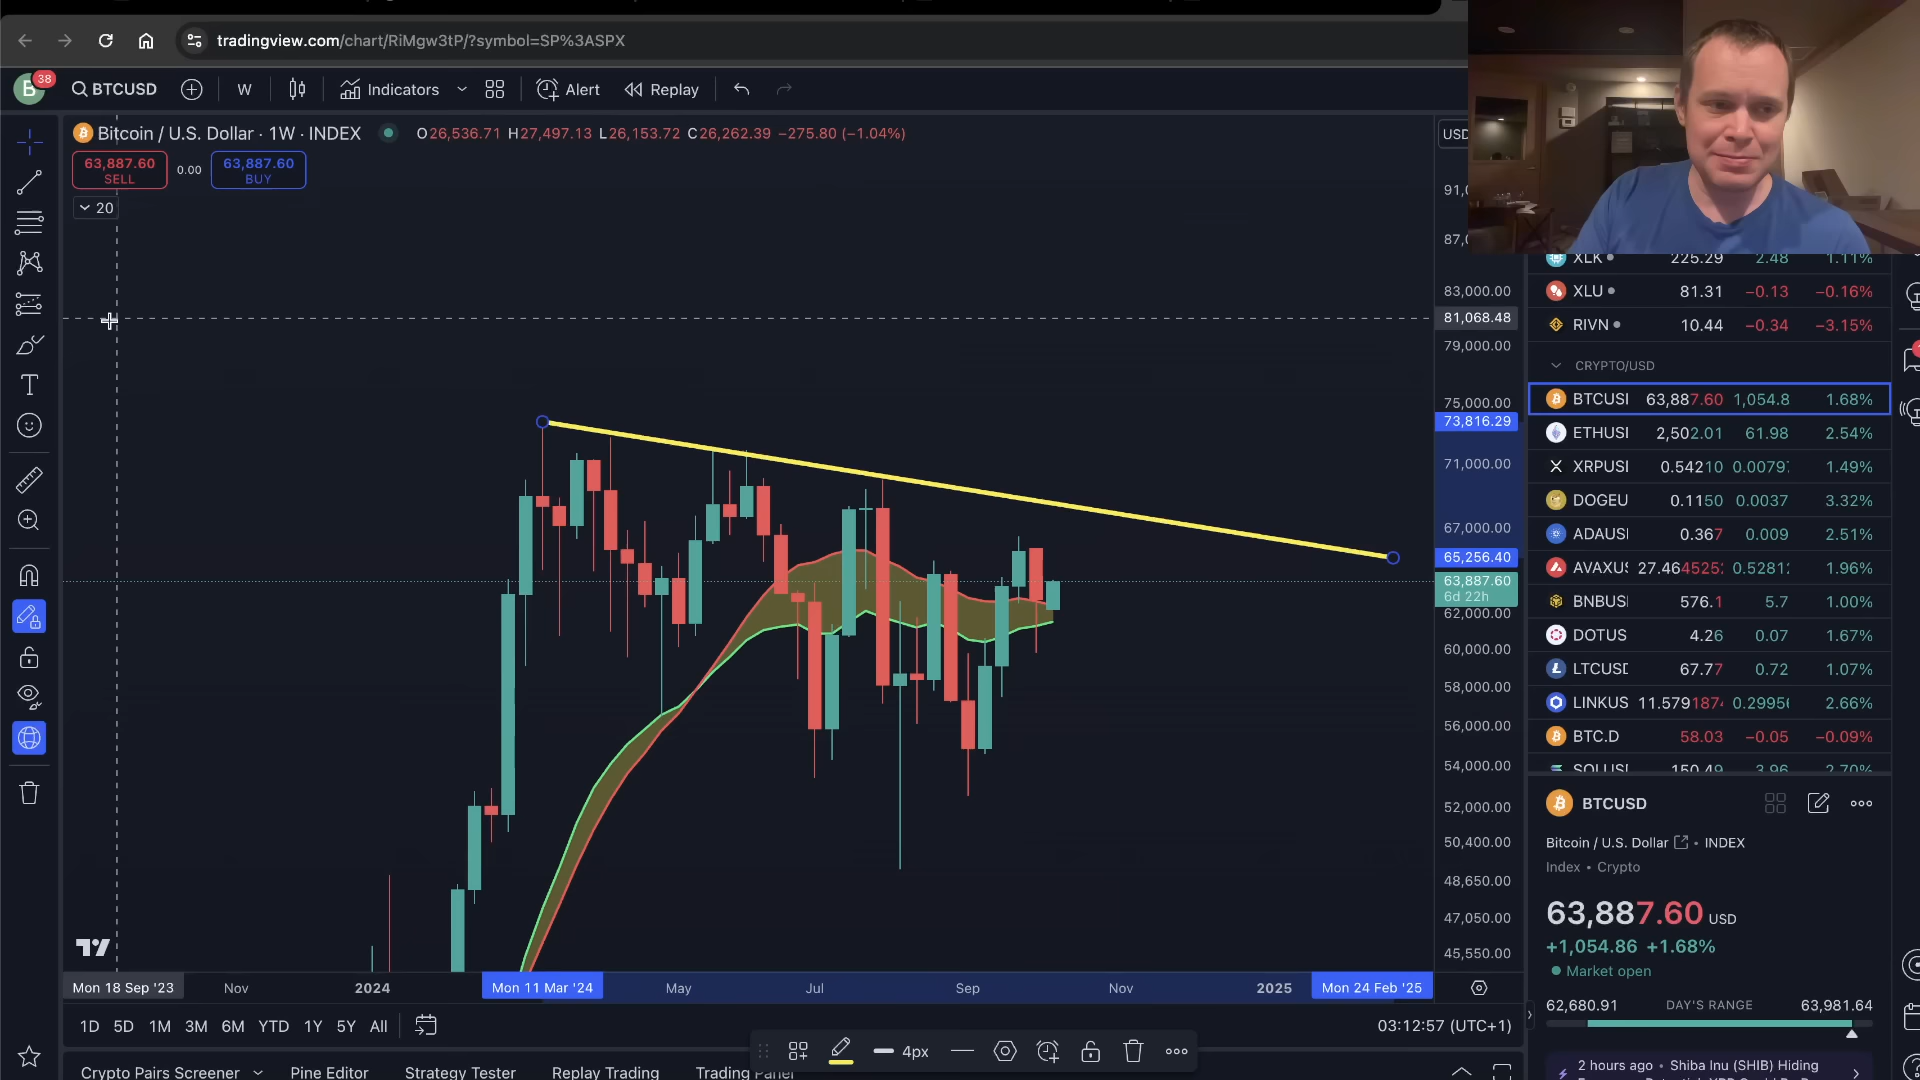 tradingview.com/chart/RiMgw3tP/?symbol=SP%3ASPX
B 38 BTCUSD W Indicators Alert Replay
Bitcoin / U.S. Dollar · 1W · INDEX O26,536.71 H27,497.13 L26,153.72 C26,262.39 −275.80 (−1.04%)
USD
63,887.60 SELL 0.00 63,887.60 BUY
20
83,000.00
81,068.48
79,000.00
75,000.00
73,816.29
71,000.00
67,000.00
65,256.40
63,887.60
6d 22h
62,000.00
60,000.00
58,000.00
56,000.00
54,000.00
52,000.00
50,400.00
48,650.00
47,050.00
45,550.00
Mon 18 Sep '23 Nov 2024 Mon 11 Mar '24 May Jul Sep Nov 2025 Mon 24 Feb '25
1D 5D 1M 3M 6M YTD 1Y 5Y All 03:12:57 (UTC+1)
4px
Crypto Pairs Screener Pine Editor Strategy Tester Replay Trading Trading Panel
XLK 225.29 2.48 1.11%
XLU 81.31 −0.13 −0.16%
RIVN 10.44 −0.34 −3.15%
CRYPTO/USD
BTCUSI 63,887.60 1,054.8 1.68%
ETHUSI 2,502.01 61.98 2.54%
XRPUSI 0.54210 0.0079 1.49%
DOGEU 0.1150 0.0037 3.32%
ADAUSI 0.367 0.009 2.51%
AVAXU 27.464525 0.5281 1.96%
BNBUSI 576.1 5.7 1.00%
DOTUS 4.26 0.07 1.67%
LTCUSD 67.77 0.72 1.07%
LINKUS 11.579187 0.2995 2.66%
BTC.D 58.03 −0.05 −0.09%
SOLUSI 150.49 3.96 2.70%
BTCUSD
Bitcoin / U.S. Dollar • INDEX
Index • Crypto
63,887.60 USD
+1,054.86 +1.68%
Market open
62,680.91 DAY'S RANGE 63,981.64
2 hours ago • Shiba Inu (SHIB) Hiding